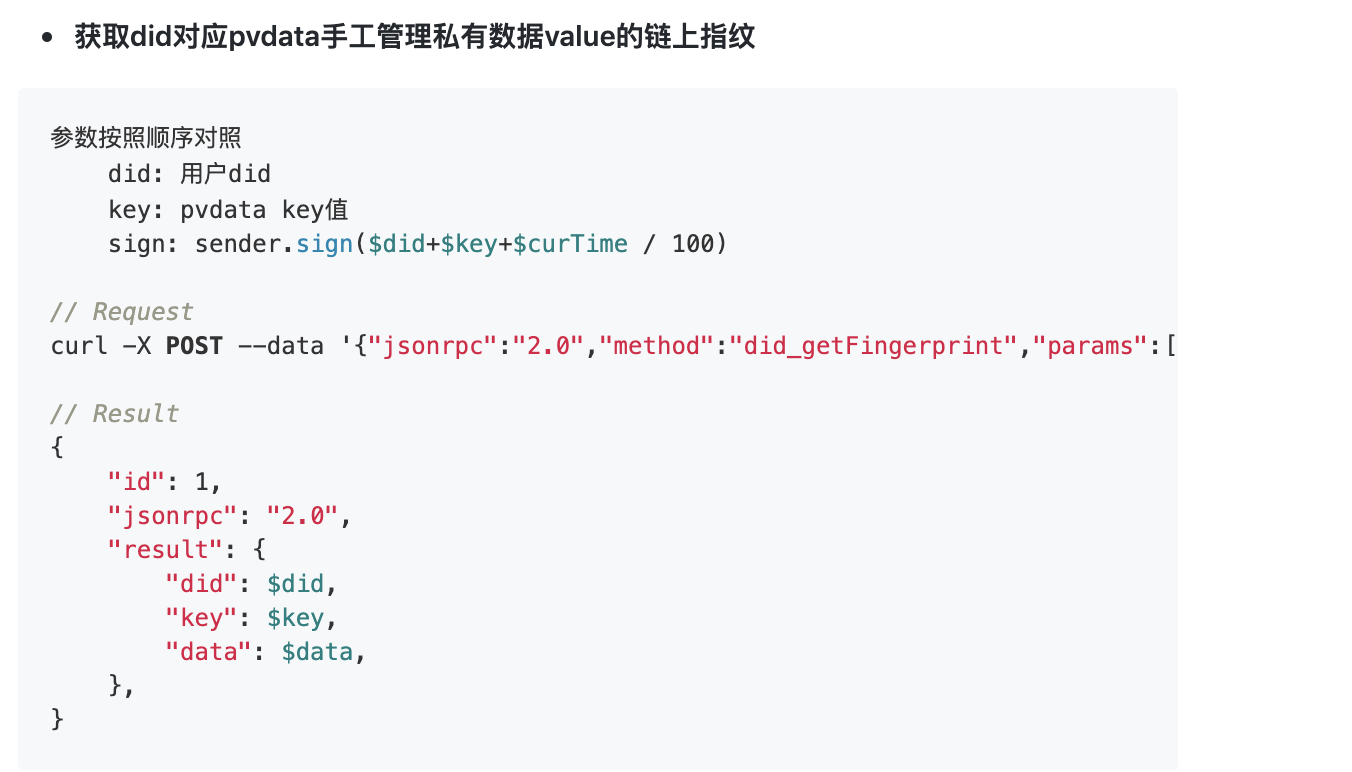 • 获取did对应pvdata手工管理私有数据value的链上指纹
参数按照顺序对照
    did: 用户did
    key: pvdata key值
    sign: sender.sign($did+$key+$curTime / 100)
// Request
curl -X POST --data '{"jsonrpc":"2.0","method":"did_getFingerprint","params":[
// Result
{
    "id": 1,
    "jsonrpc": "2.0",
    "result": {
        "did": $did,
        "key": $key,
        "data": $data,
    },
}